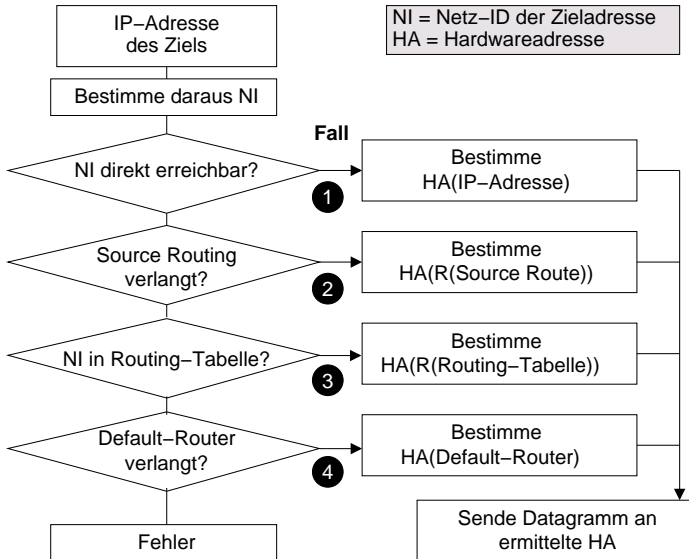 IP−Adresse
des Ziels
NI = Netz−ID der Zieladresse
HA = Hardwareadresse
Bestimme daraus NI
Fall
NI direkt erreichbar?
1
Bestimme
HA(IP−Adresse)
Source Routing
verlangt?
2
Bestimme
HA(R(Source Route))
NI in Routing−Tabelle?
3
Bestimme
HA(R(Routing−Tabelle))
Default−Router
verlangt?
4
Bestimme
HA(Default−Router)
Fehler
Sende Datagramm an
ermittelte HA